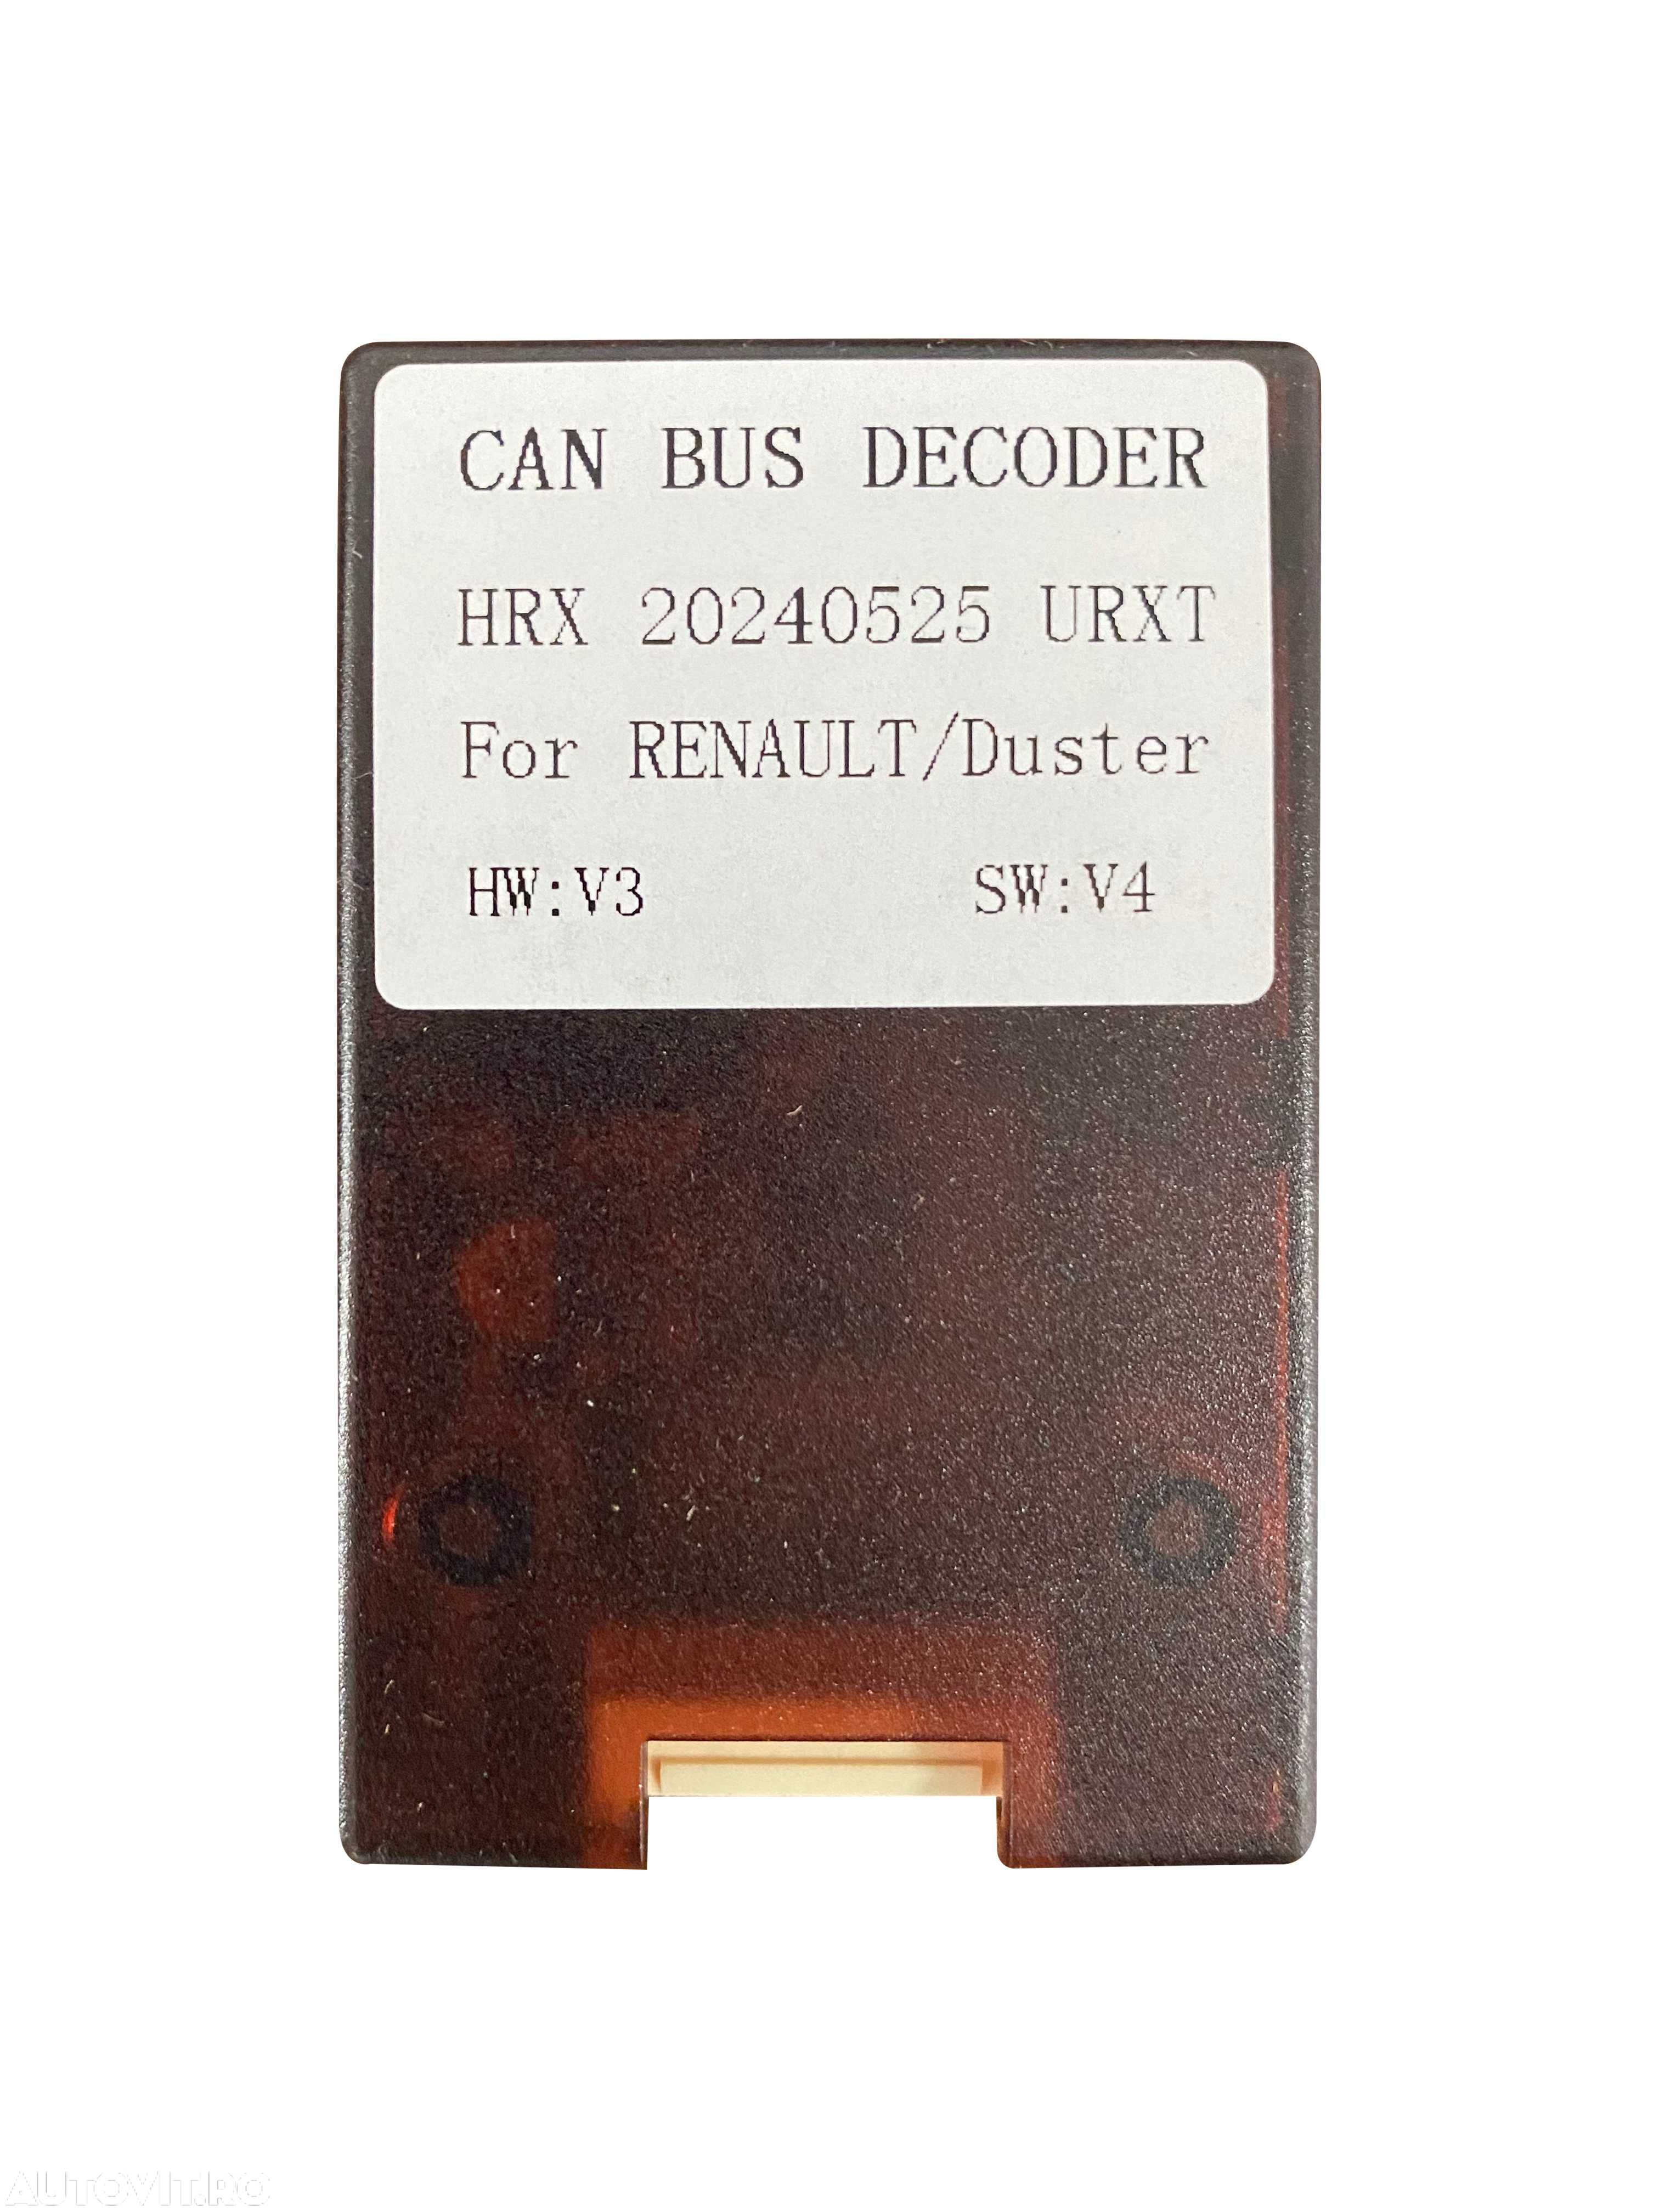 CAN BUS DECODER
HRX 20240525 URXT
For RENAULT/Duster
HW:V3 SW:V4
AUTOVIT.RO